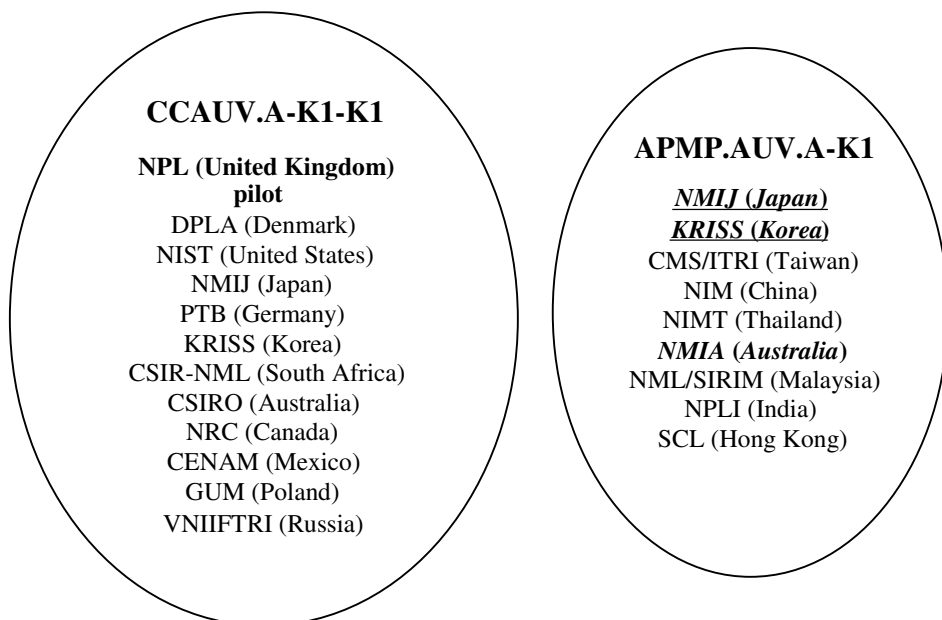 CCAUV.A-K1-K1
NPL (United Kingdom)
pilot
DPLA (Denmark)
NIST (United States)
NMIJ (Japan)
PTB (Germany)
KRISS (Korea)
CSIR-NML (South Africa)
CSIRO (Australia)
NRC (Canada)
CENAM (Mexico)
GUM (Poland)
VNIIFTRI (Russia)
APMP.AUV.A-K1
NMIJ (Japan)
KRISS (Korea)
CMS/ITRI (Taiwan)
NIM (China)
NIMT (Thailand)
NMIA (Australia)
NML/SIRIM (Malaysia)
NPLI (India)
SCL (Hong Kong)